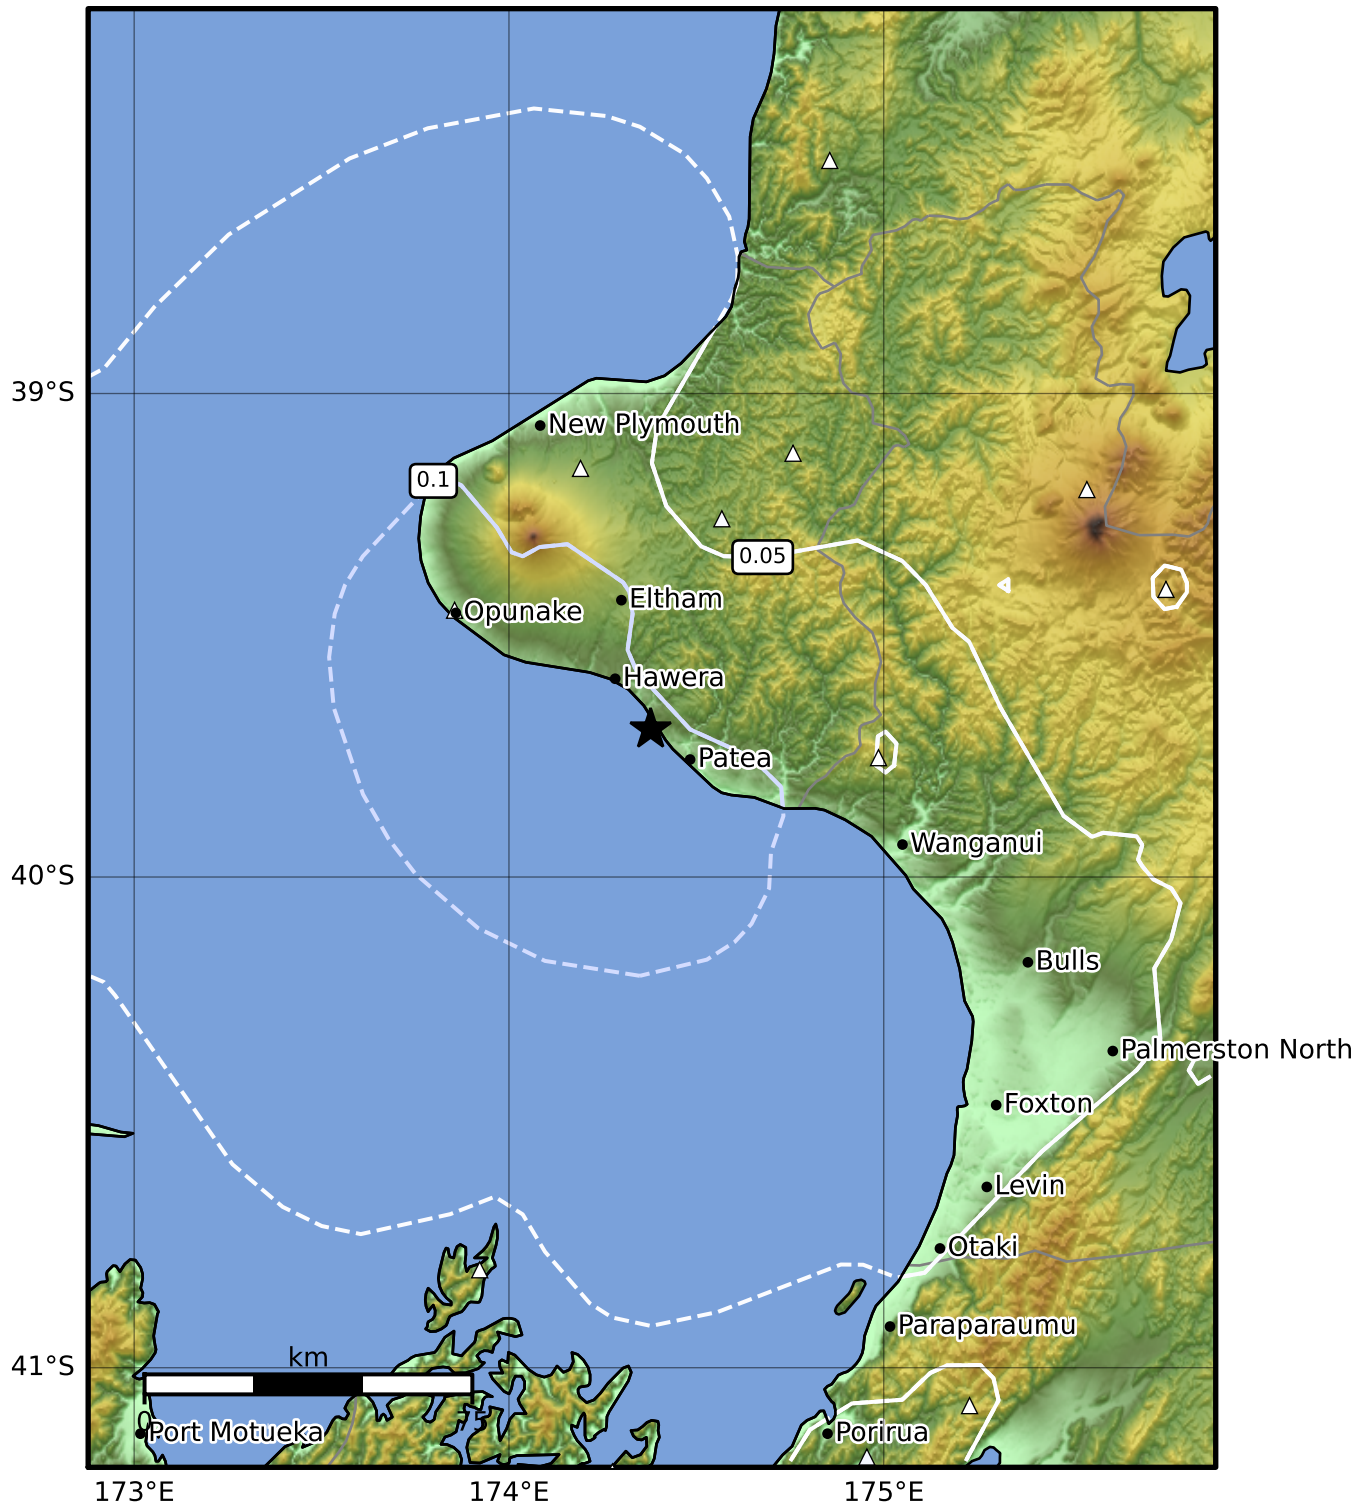 39°S
New Plymouth
0.1
0.05
Eltham
Opunake
Hawera
Patea
Wanganui
40°S
Bulls
Palmerston North
Foxton
Levin
Otaki
Paraparaumu
41°S
km
0
Port Motueka
Porirua
173°E
174°E
175°E